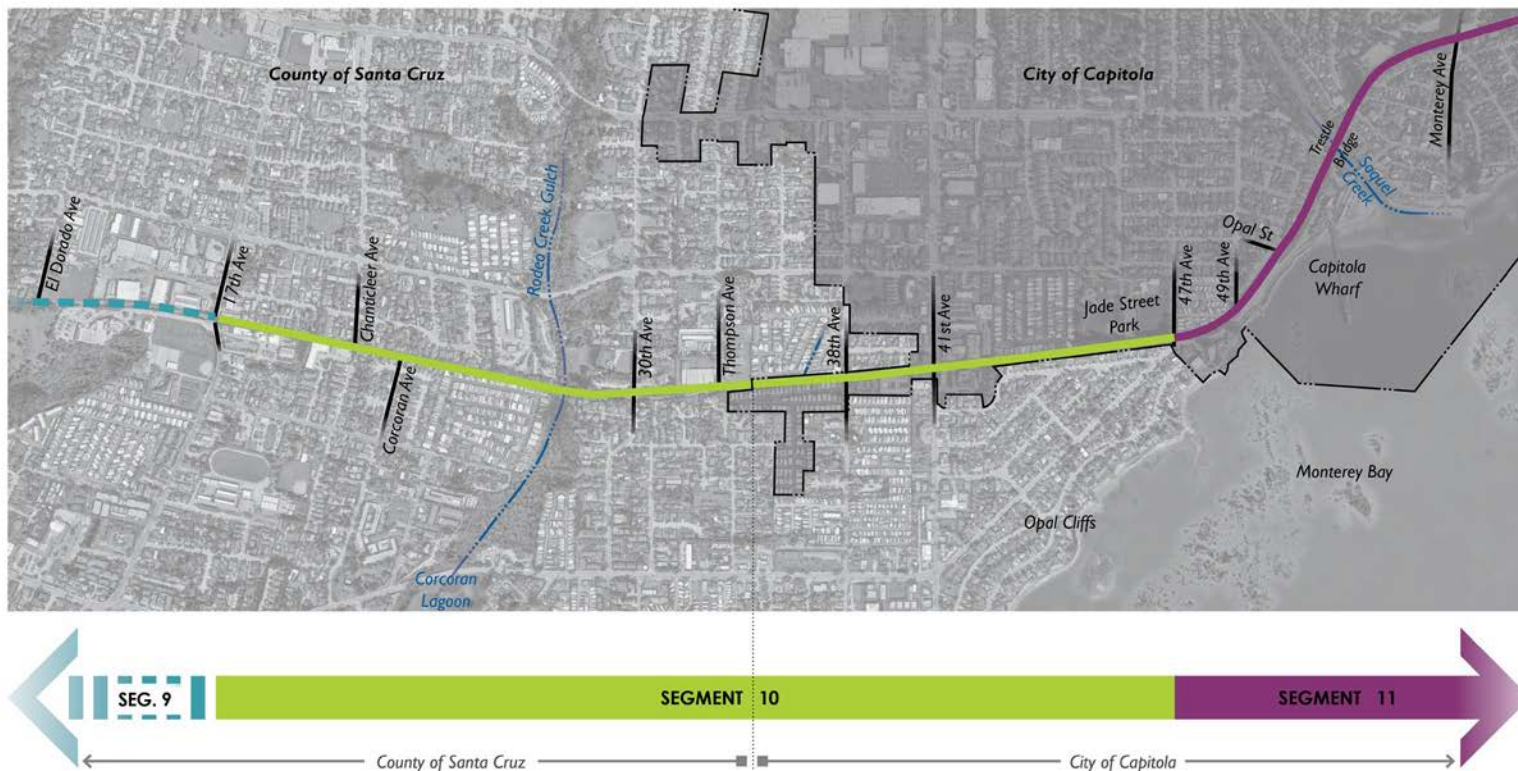 County of Santa Cruz
City of Capitola
El Dorado Ave
17th Ave
Chanticleer Ave
Corcoran Ave
Rodeo Creek Gulch
Corcoran
Lagoon
30th Ave
Thompson Ave
38th Ave
41st Ave
Jade Street
Park
47th Ave
49th Ave
Opal St
Trestle
Bridge
Soquel
Creek
Monterey Ave
Capitola
Wharf
Monterey Bay
Opal Cliffs
SEG. 9
SEGMENT 10
SEGMENT 11
County of Santa Cruz
City of Capitola